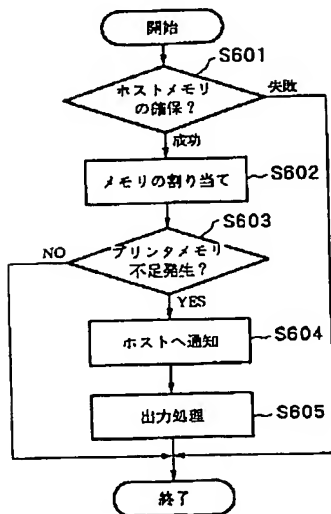 開始
S601
ホストメモリ
の確保?
失敗
成功
メモリの割り当て
S602
S603
NO
プリンタメモリ
不足発生?
YES
ホストへ通知
S604
出力処理
S605
終了